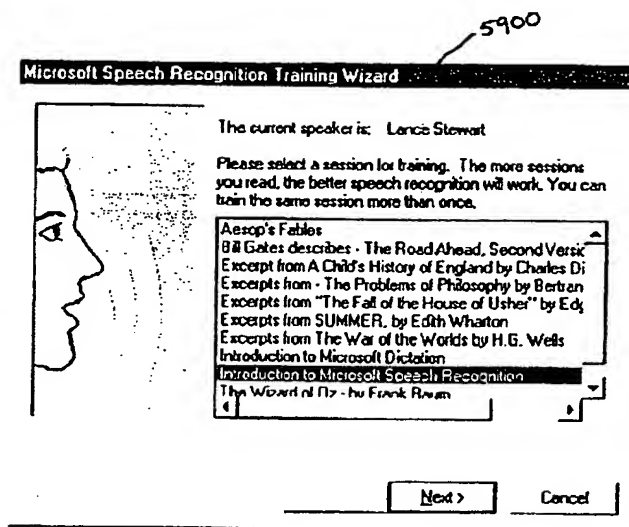 5900
Microsoft Speech Recognition Training Wizard
The current speaker is: Lance Stewart
Please select a session for training. The more sessions
you read, the better speech recognition will work. You can
train the same session more than once.
Aesop's Fables
Bill Gates describes - The Road Ahead, Second Versic
Excerpt from A Child's History of England by Charles Di
Excerpts from - The Problems of Philosophy by Bertran
Excerpts from "The Fall of the House of Usher" by Edg
Excerpts from SUMMER, by Edith Wharton
Excerpts from The War of the Worlds by H.G. Wells
Introduction to Microsoft Dictation
Introduction to Microsoft Speech Recognition
The Wizard of Oz - by Frank Baum
Next >
Cancel